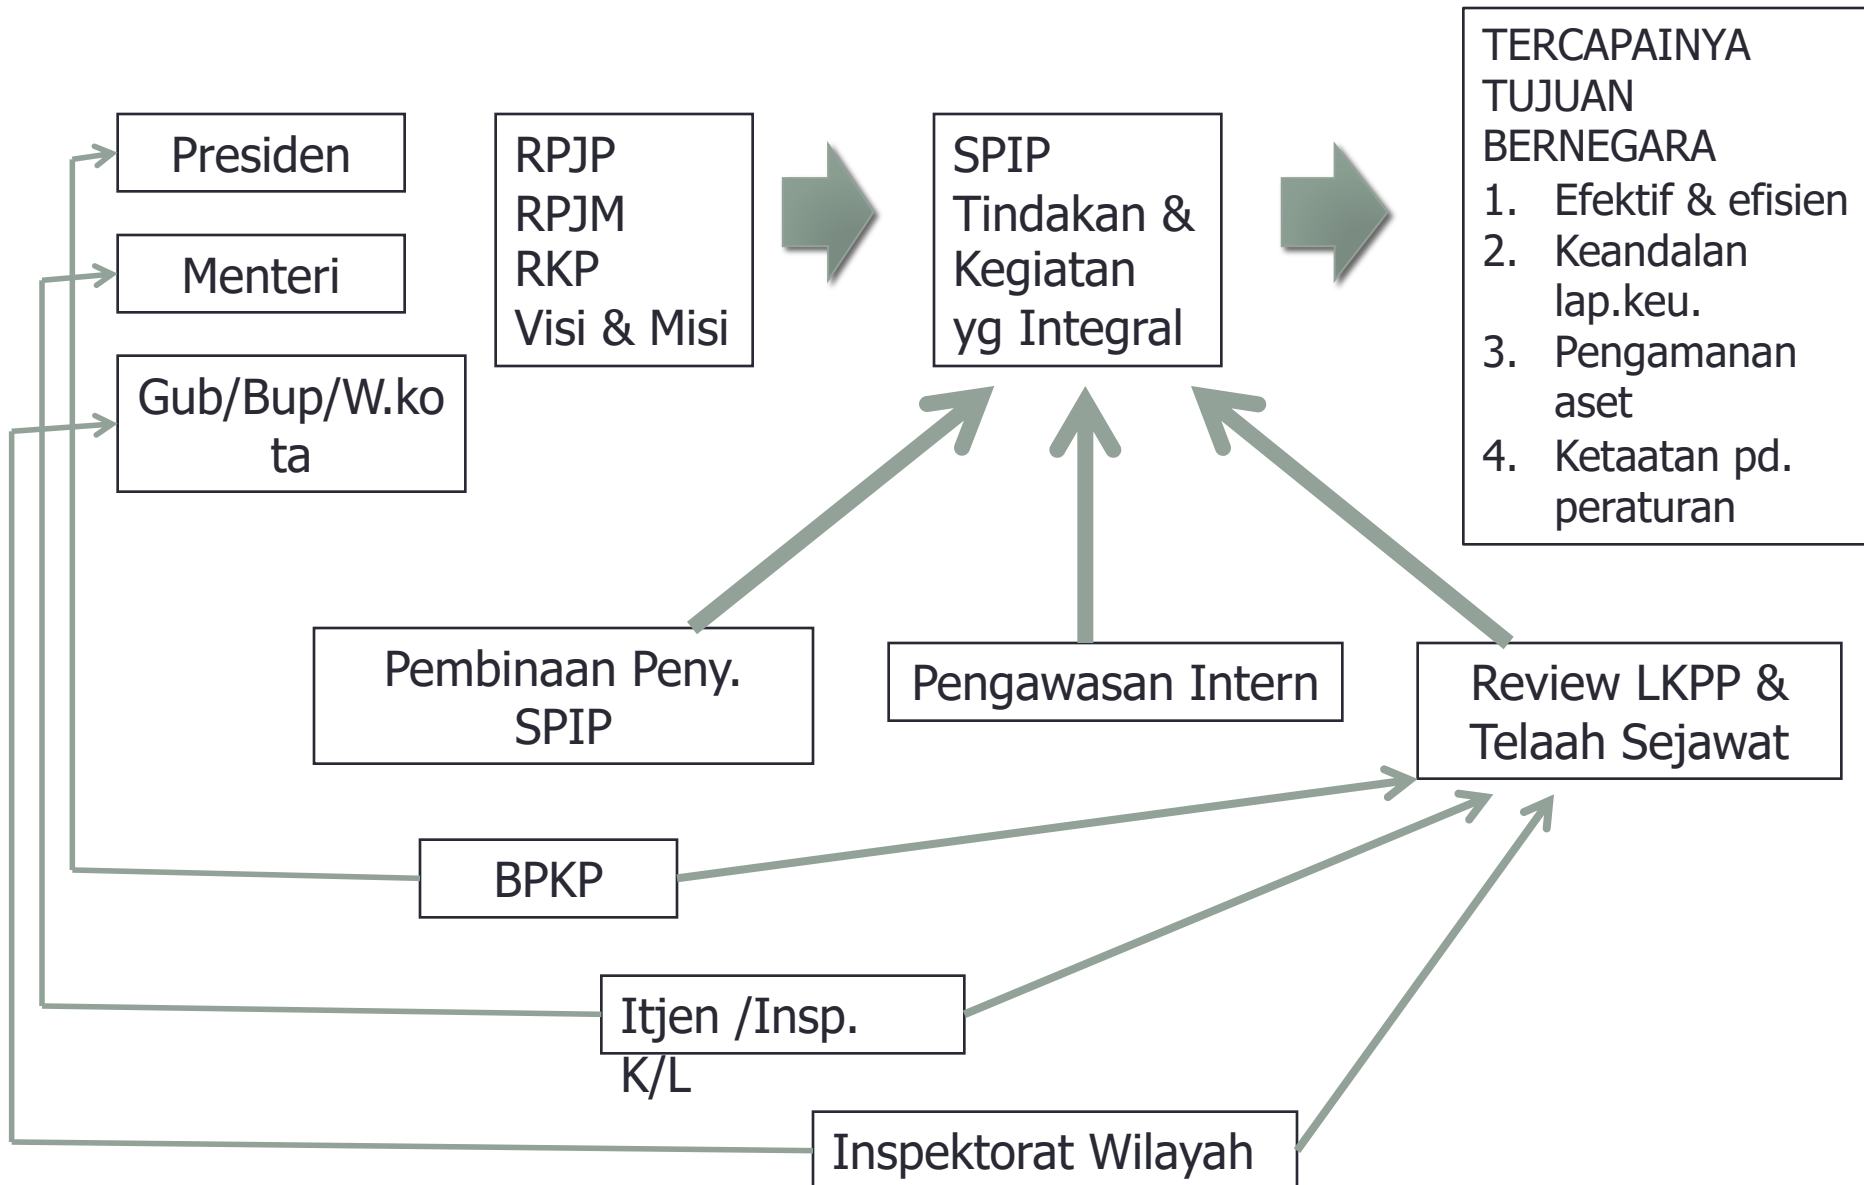 Presiden
Menteri
Gub/Bup/W.ko
ta
RPJP
RPJM
RKP
Visi & Misi
SPIP
Tindakan &
Kegiatan
yg Integral
TERCAPAINYA
TUJUAN
BERNEGARA
1. Efektif & efisien
2. Keandalan
lap.keu.
3. Pengamanan
aset
4. Ketaatan pd.
peraturan
Pembinaan Peny.
SPIP
Pengawasan Intern
Review LKPP &
Telaah Sejawat
BPKP
Itjen /Insp.
K/L
Inspektorat Wilayah